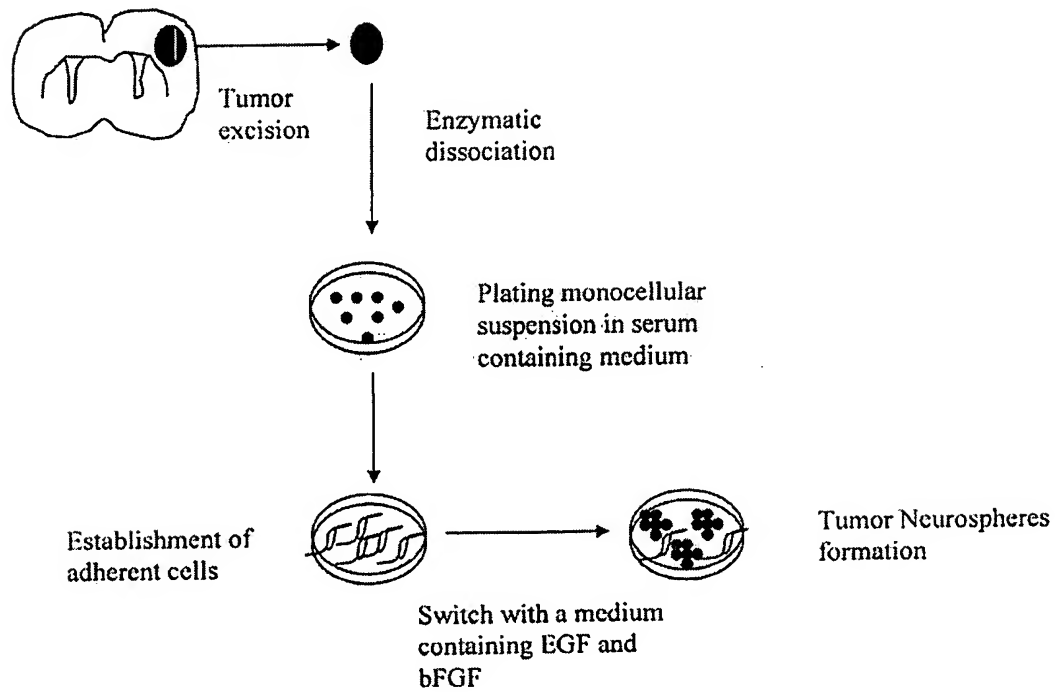 Tumor
excision
Enzymatic
dissociation
Plating monocellular
suspension in serum
containing medium
Establishment of
adherent cells
Switch with a medium
containing EGF and
bFGF
Tumor Neurospheres
formation